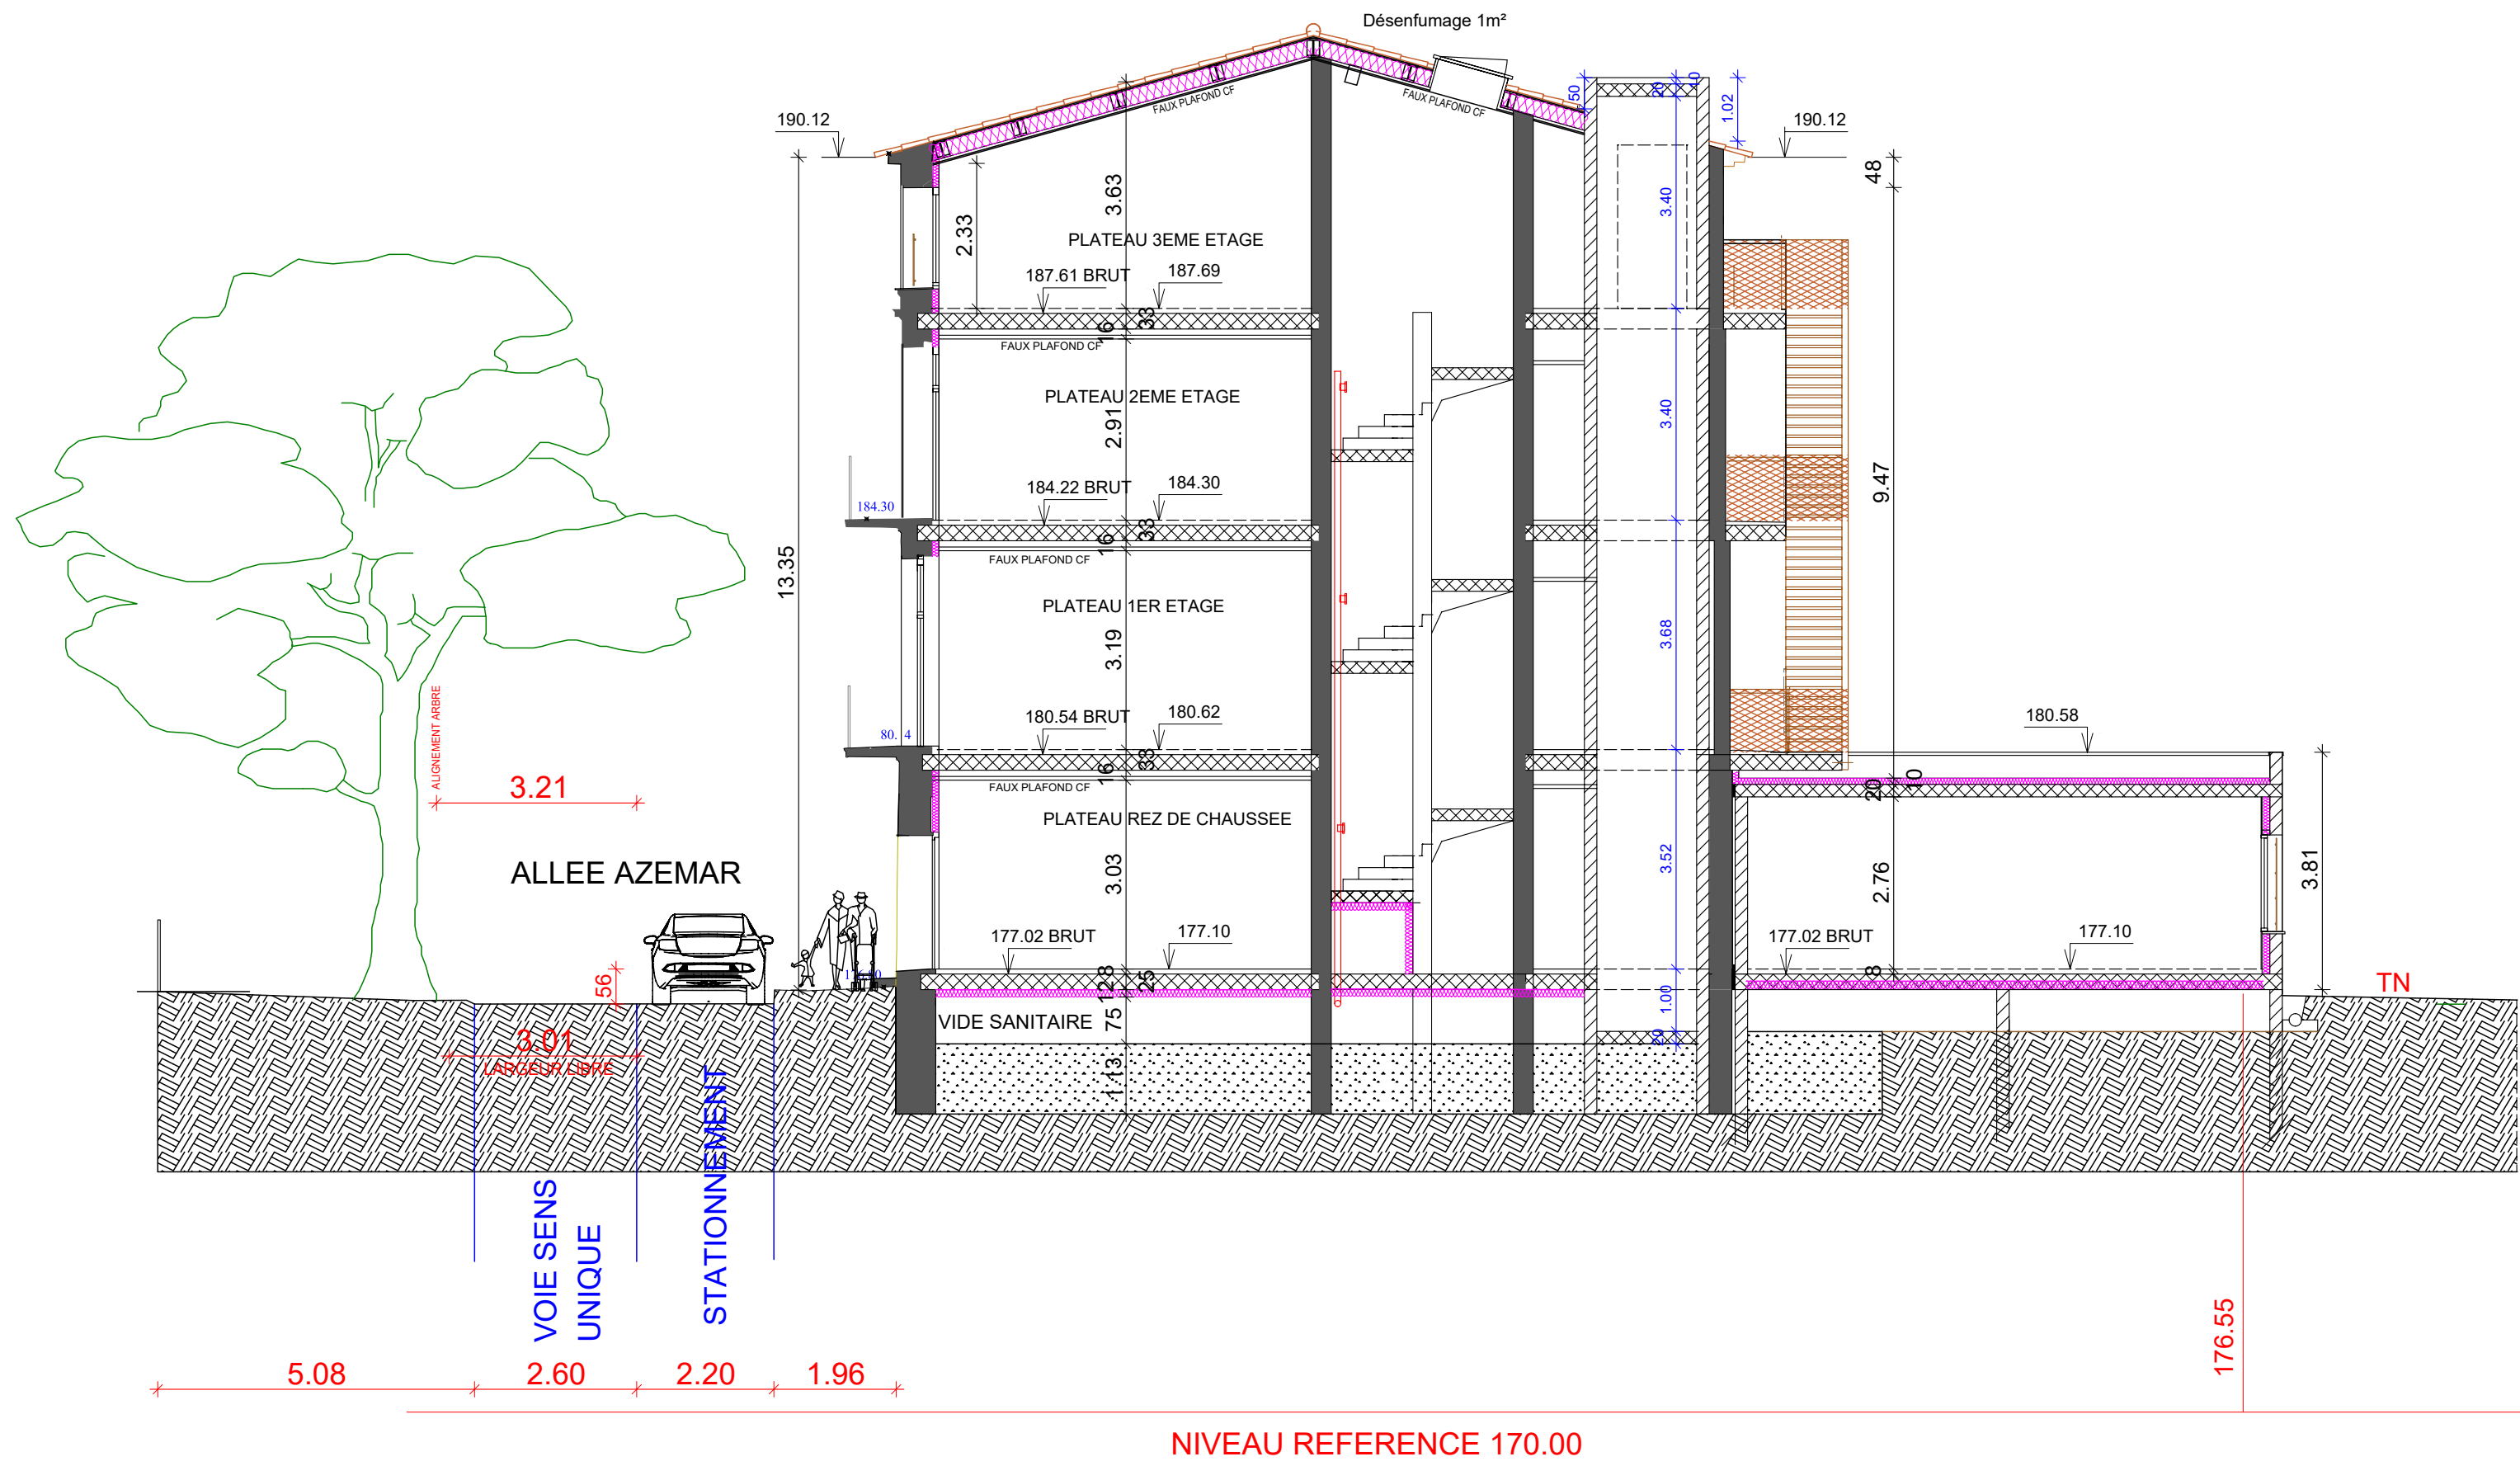 Désenfumage 1m²
FAUX PLAFOND CF
FAUX PLAFOND CF
50
20
10
1.02
190.12
190.12
48
3.63
2.33
3.40
PLATEAU 3EME ETAGE
187.61 BRUT
187.69
33
16
FAUX PLAFOND CF
PLATEAU 2EME ETAGE
2.91
3.40
9.47
184.22 BRUT
184.30
184.30
33
16
FAUX PLAFOND CF
13.35
PLATEAU 1ER ETAGE
3.19
3.68
ALIGNEMENT ARBRE
180.54 BRUT
180.62
180.58
33
16
FAUX PLAFOND CF
3.21
20
10
PLATEAU REZ DE CHAUSSEE
ALLEE AZEMAR
3.03
3.52
2.76
3.81
177.02 BRUT
177.10
177.02 BRUT
177.10
56
12
8
25
8
TN
1.00
VIDE SANITAIRE
75
20
3.01
LARGEUR LIBRE
1.13
STATIONNEMENT
VOIE SENS
UNIQUE
176.55
5.08
2.60
2.20
1.96
NIVEAU REFERENCE 170.00